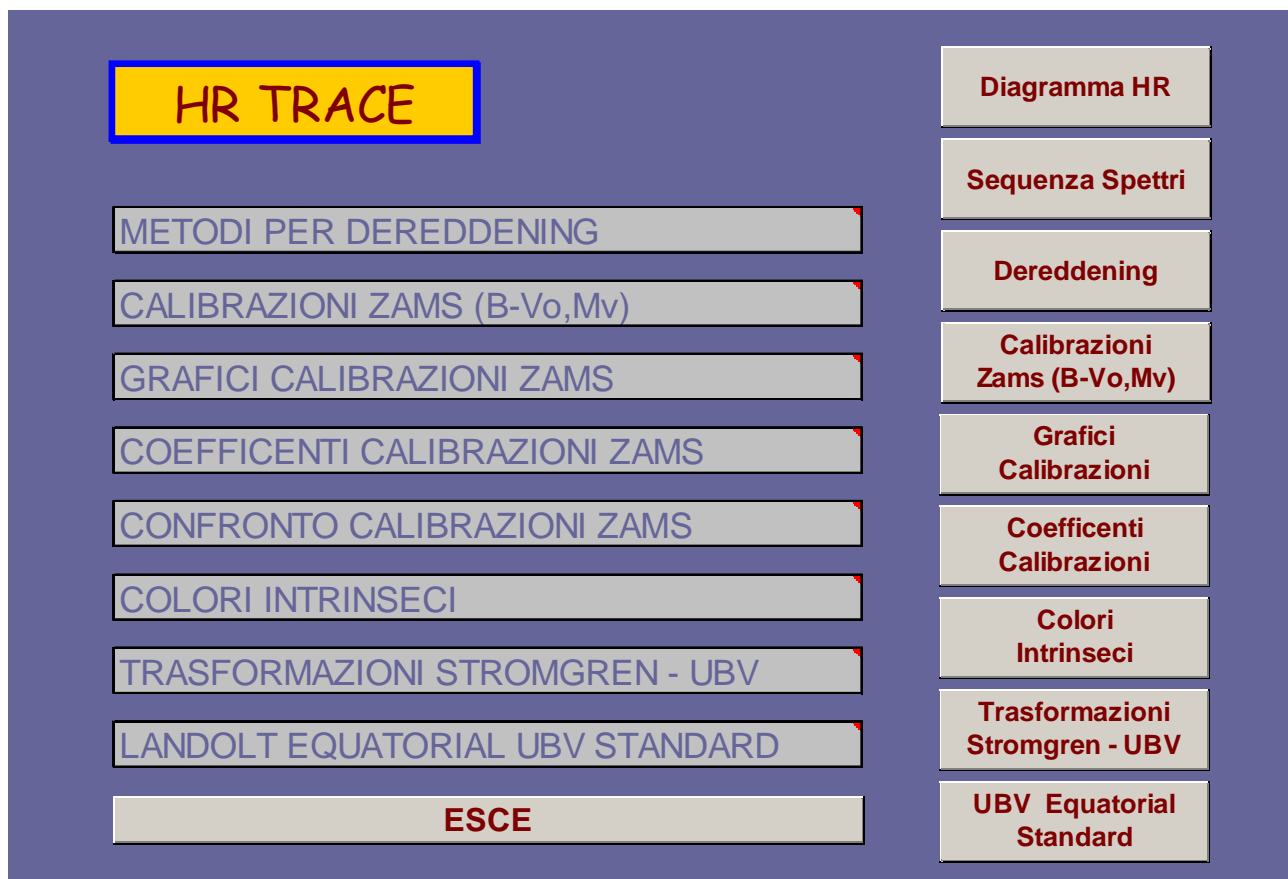 HR TRACE
METODI PER DEREDDENING
CALIBRAZIONI ZAMS (B-Vo,Mv)
GRAFICI CALIBRAZIONI ZAMS
COEFFICENTI CALIBRAZIONI ZAMS
CONFRONTO CALIBRAZIONI ZAMS
COLORI INTRINSECI
TRASFORMAZIONI STROMGREN - UBV
LANDOLT EQUATORIAL UBV STANDARD
ESCE
Diagramma HR
Sequenza Spettri
Dereddening
Calibrazioni
Zams (B-Vo,Mv)
Grafici
Calibrazioni
Coefficenti
Calibrazioni
Colori
Intrinseci
Trasformazioni
Stromgren - UBV
UBV Equatorial
Standard